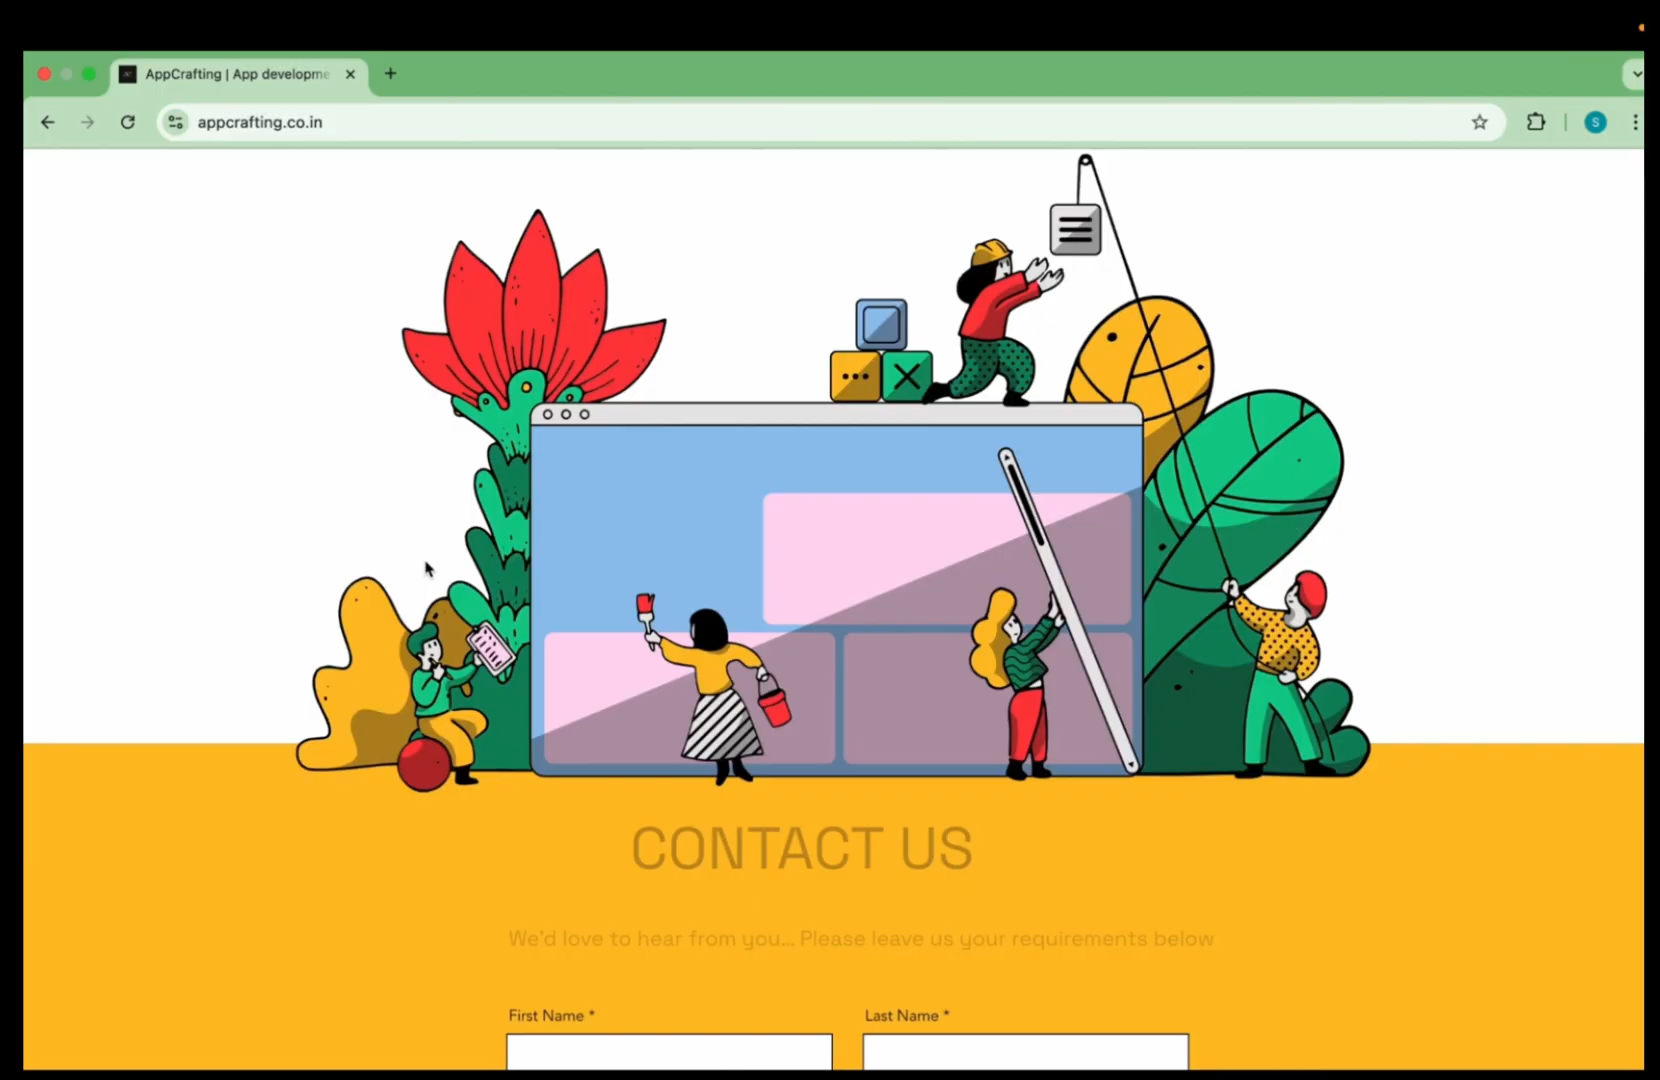 AppCrafting | App developme
appcrafting.co.in
S
CONTACT US
We'd love to hear from you... Please leave us your requirements below
First Name *
Last Name *